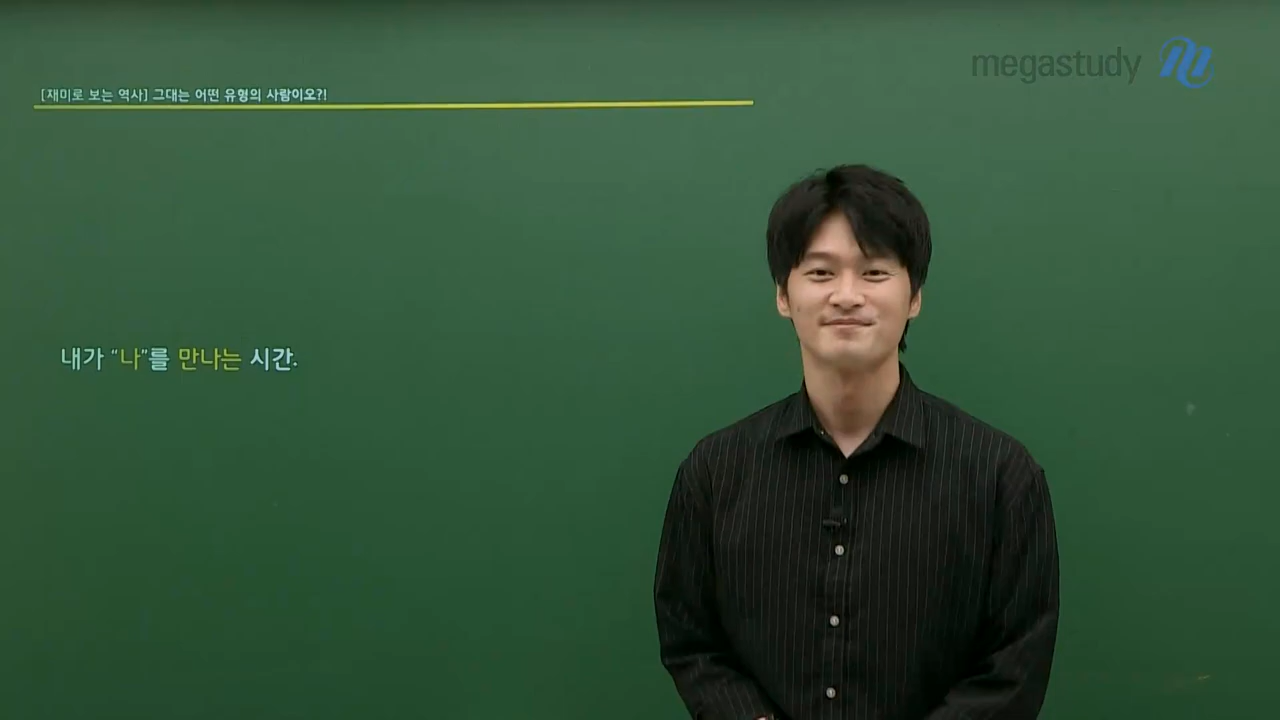 megastudy
[재미로 보는 역사] 그대는 어떤 유형의 사람이오?!
내가 "나"를 만나는 시간.